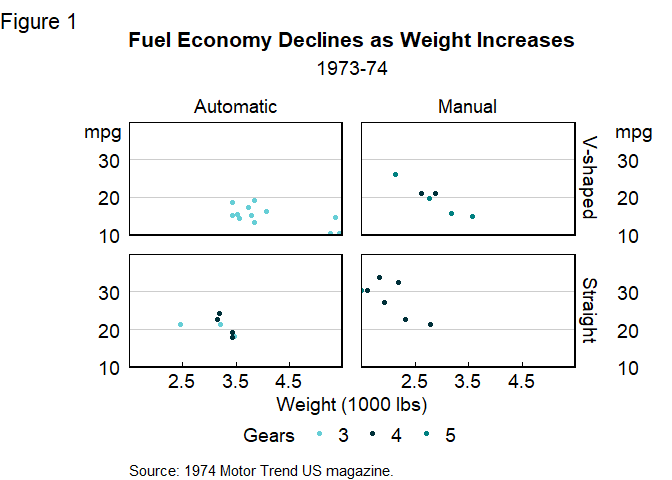 Figure 1
Fuel Economy Declines as Weight Increases
1973-74
Automatic Manual
mpg mpg
30 30
20 20
10 10
V-shaped
30 30
20 20
10 10
Straight
2.5 3.5 4.5 2.5 3.5 4.5
Weight (1000 lbs)
Gears 3 4 5
Source: 1974 Motor Trend US magazine.